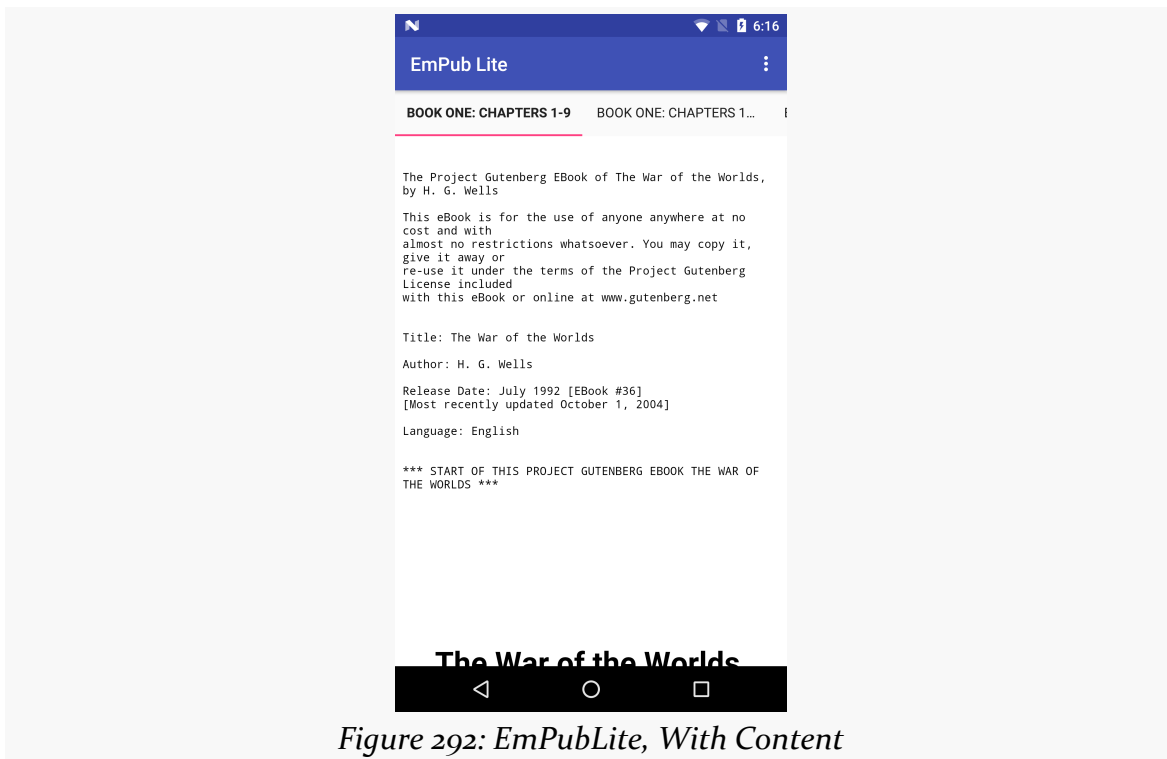 6:16
EmPub Lite
BOOK ONE: CHAPTERS 1-9 BOOK ONE: CHAPTERS 1...
The Project Gutenberg EBook of The War of the Worlds,
by H. G. Wells
This eBook is for the use of anyone anywhere at no
cost and with
almost no restrictions whatsoever. You may copy it,
give it away or
re-use it under the terms of the Project Gutenberg
License included
with this eBook or online at www.gutenberg.net
Title: The War of the Worlds
Author: H. G. Wells
Release Date: July 1992 [EBook #36]
[Most recently updated October 1, 2004]
Language: English
*** START OF THIS PROJECT GUTENBERG EBOOK THE WAR OF
THE WORLDS ***
The War of the Worlds
Figure 292: EmPubLite, With Content